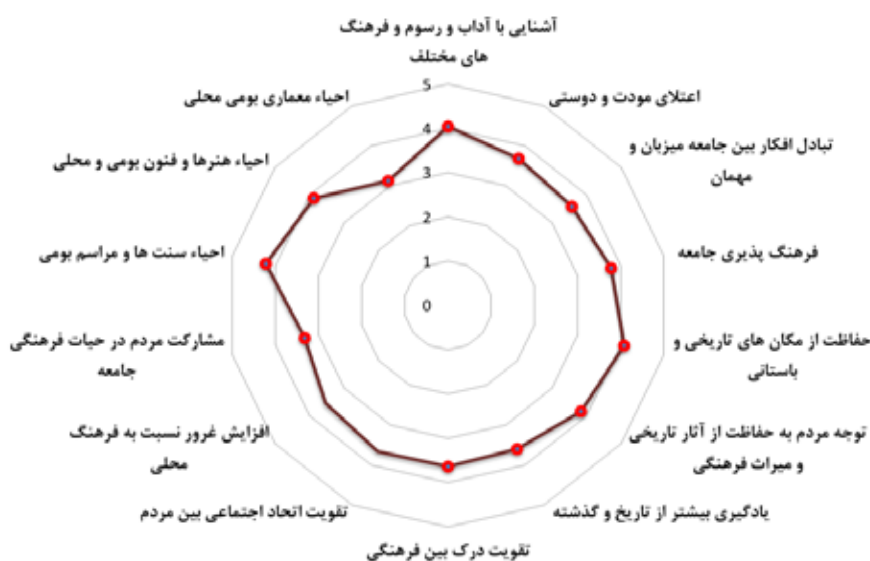 آشنایی با آداب و رسوم و فرهنگ
های مختلف
اعتلای مودت و دوستی
تبادل افکار بین جامعه میزبان و
مهمان
فرهنگ پذیری جامعه
حفاظت از مکان های تاریخی و
باستانی
توجه مردم به حفاظت از آثار تاریخی
و میراث فرهنگی
یادگیری بیشتر از تاریخ و گذشته
تقویت درک بین فرهنگی
تقویت اتحاد اجتماعی بین مردم
افزایش غرور نسبت به فرهنگ
محلی
مشارکت مردم در حیات فرهنگی
جامعه
احیاء سنت ها و مراسم بومی
احیاء هنرها و فنون بومی و محلی
احیاء معماری بومی محلی
5
4
3
2
1
0